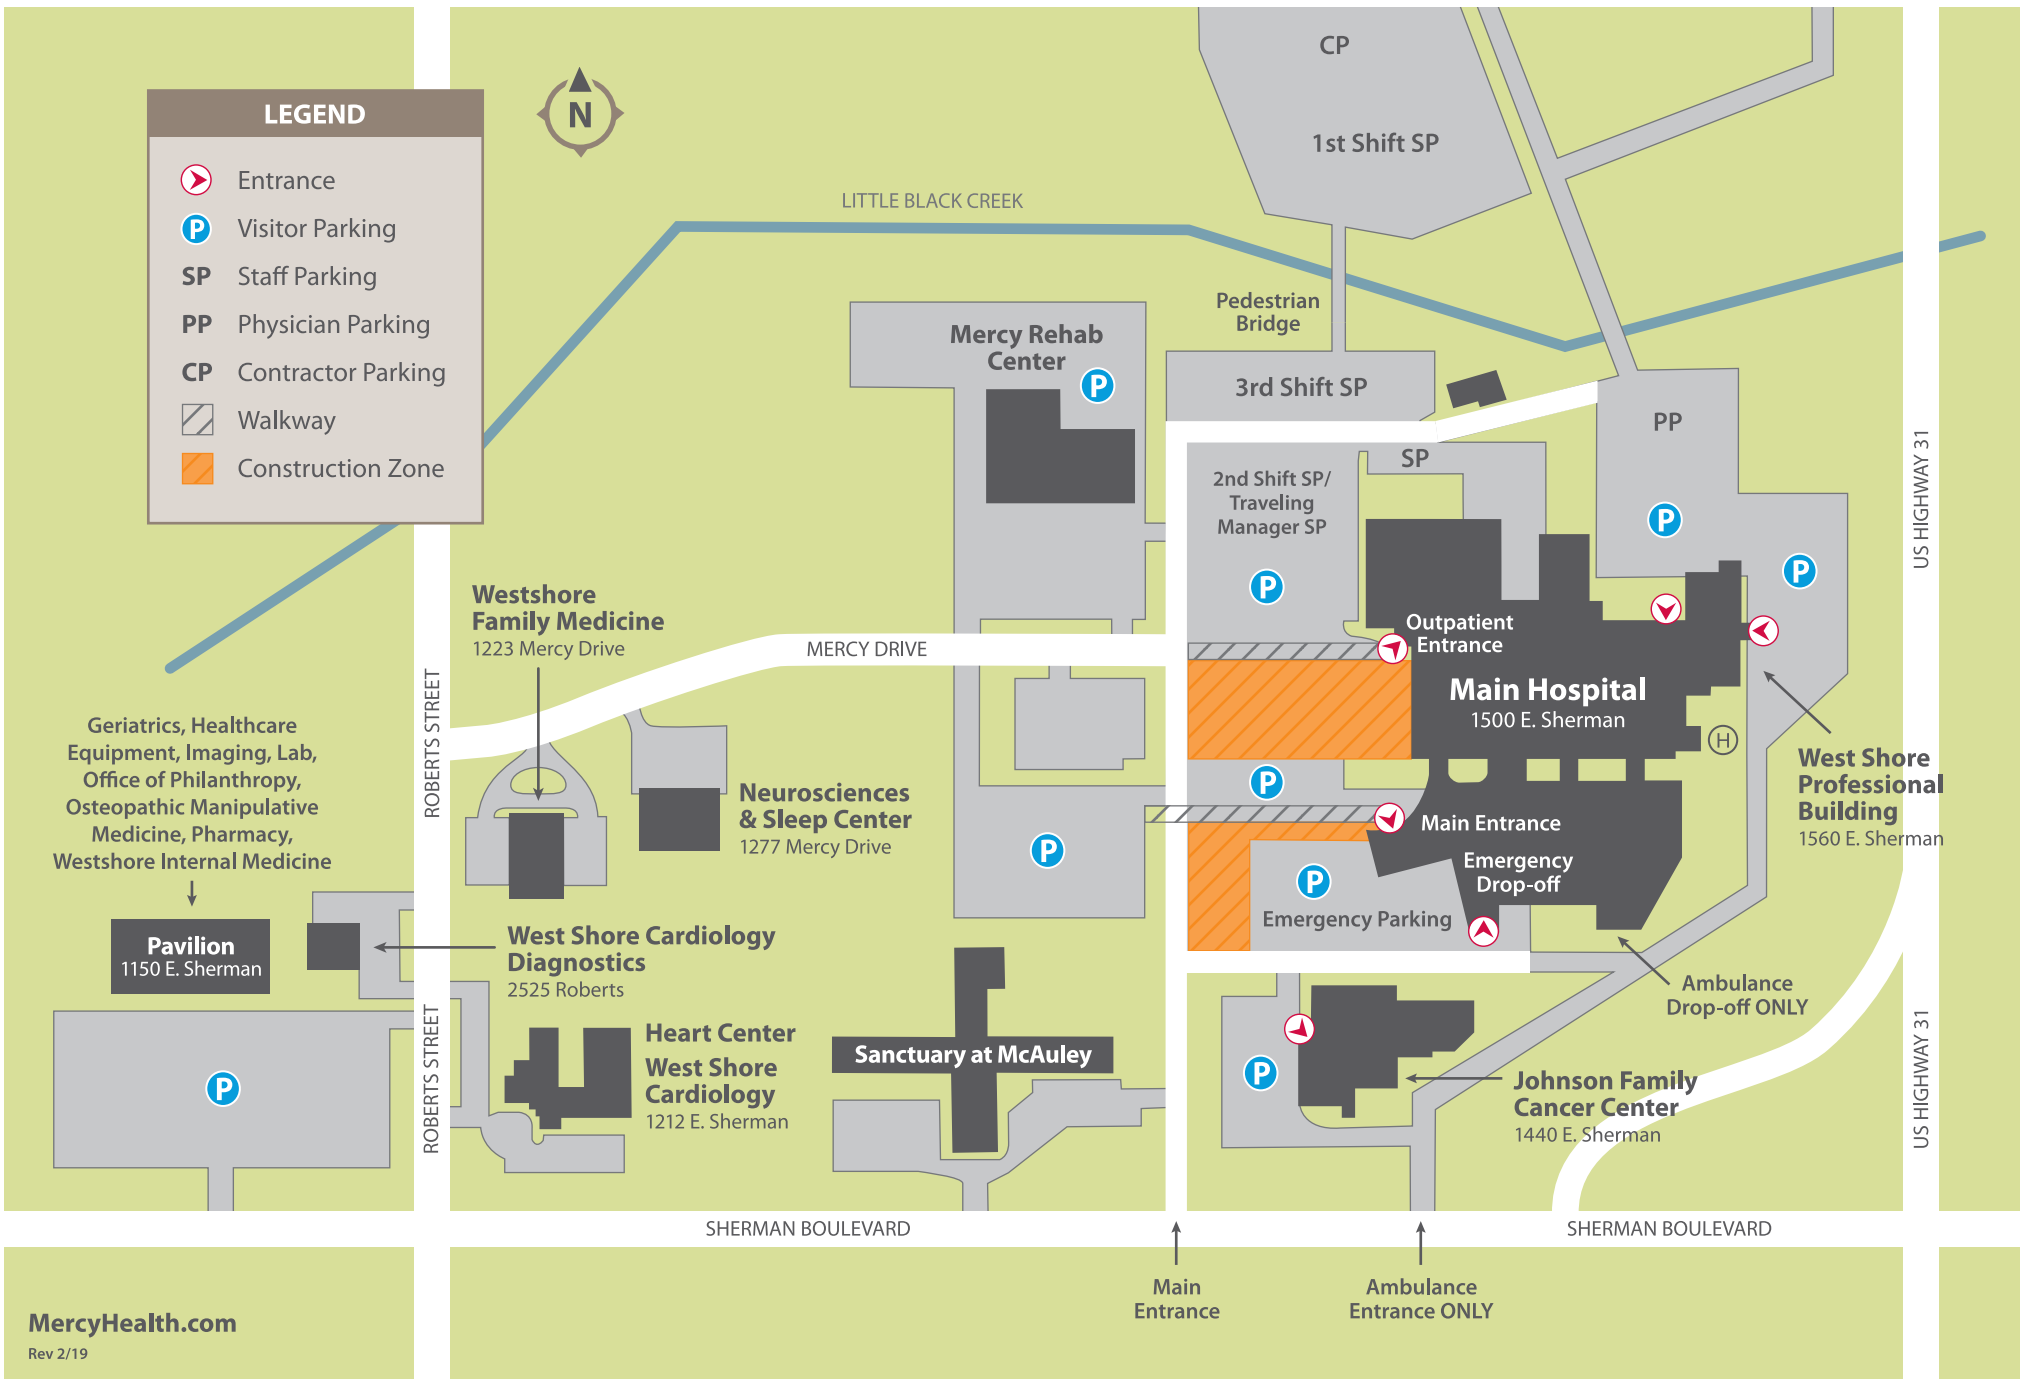 LEGEND
Entrance
P Visitor Parking
SP Staff Parking
PP Physician Parking
CP Contractor Parking
Walkway
Construction Zone
N
CP
1st Shift SP
LITTLE BLACK CREEK
Pedestrian
Bridge
Mercy Rehab
Center
P
3rd Shift SP
PP
SP
2nd Shift SP/
Traveling
Manager SP
P
P
P
US HIGHWAY 31
Westshore
Family Medicine
1223 Mercy Drive
MERCY DRIVE
Outpatient
Entrance
Main Hospital
1500 E. Sherman
H
ROBERTS STREET
Geriatrics, Healthcare
Equipment, Imaging, Lab,
Office of Philanthropy,
Osteopathic Manipulative
Medicine, Pharmacy,
Westshore Internal Medicine
Neurosciences
& Sleep Center
1277 Mercy Drive
P
P
Main Entrance
Emergency
Drop-off
P
Emergency Parking
West Shore
Professional
Building
1560 E. Sherman
Pavilion
1150 E. Sherman
West Shore Cardiology
Diagnostics
2525 Roberts
Ambulance
Drop-off ONLY
ROBERTS STREET
Heart Center
West Shore
Cardiology
1212 E. Sherman
Sanctuary at McAuley
P
P
Johnson Family
Cancer Center
1440 E. Sherman
US HIGHWAY 31
SHERMAN BOULEVARD
SHERMAN BOULEVARD
Main
Entrance
Ambulance
Entrance ONLY
MercyHealth.com
Rev 2/19